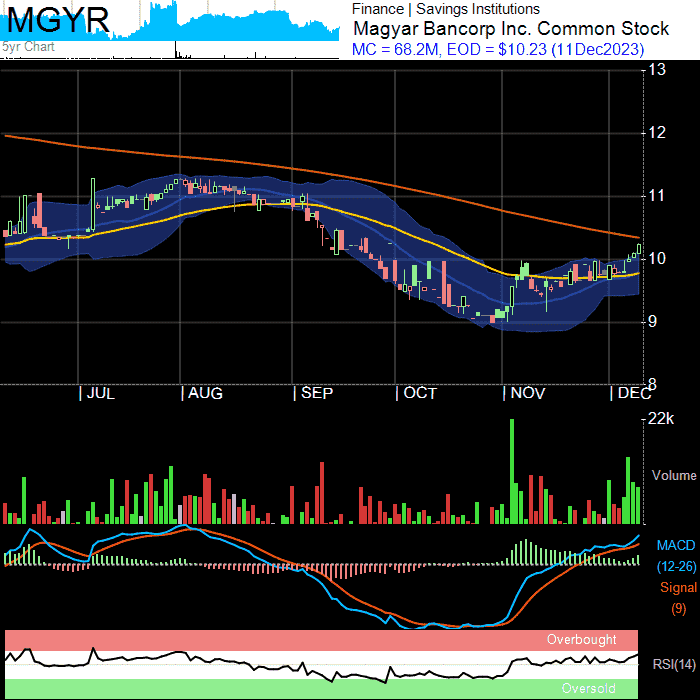 MGYR
5yr Chart
Finance | Savings Institutions
Magyar Bancorp Inc. Common Stock
MC = 68.2M, EOD = $10.23 (11Dec2023)
13
12
11
10
9
8
| JUL | AUG | SEP | OCT | NOV | DEC
22k
Volume
MACD
(12-26)
Signal
(9)
Overbought
RSI(14)
Oversold